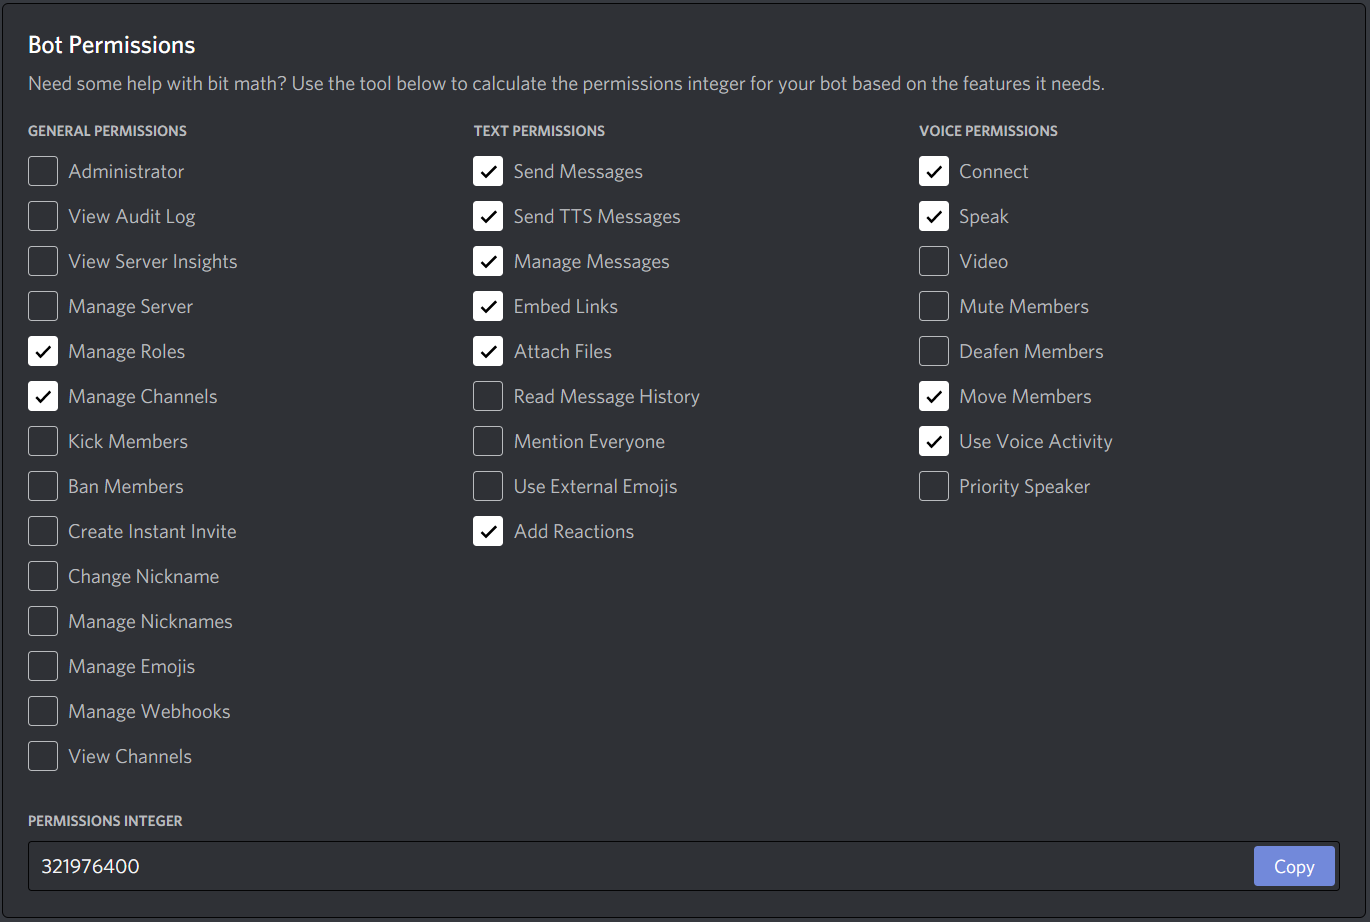 Bot Permissions
Need some help with bit math? Use the tool below to calculate the permissions integer for your bot based on the features it needs.
GENERAL PERMISSIONS
Administrator
View Audit Log
View Server Insights
Manage Server
Manage Roles
Manage Channels
Kick Members
Ban Members
Create Instant Invite
Change Nickname
Manage Nicknames
Manage Emojis
Manage Webhooks
View Channels
TEXT PERMISSIONS
Send Messages
Send TTS Messages
Manage Messages
Embed Links
Attach Files
Read Message History
Mention Everyone
Use External Emojis
Add Reactions
VOICE PERMISSIONS
Connect
Speak
Video
Mute Members
Deafen Members
Move Members
Use Voice Activity
Priority Speaker
PERMISSIONS INTEGER
321976400
Copy